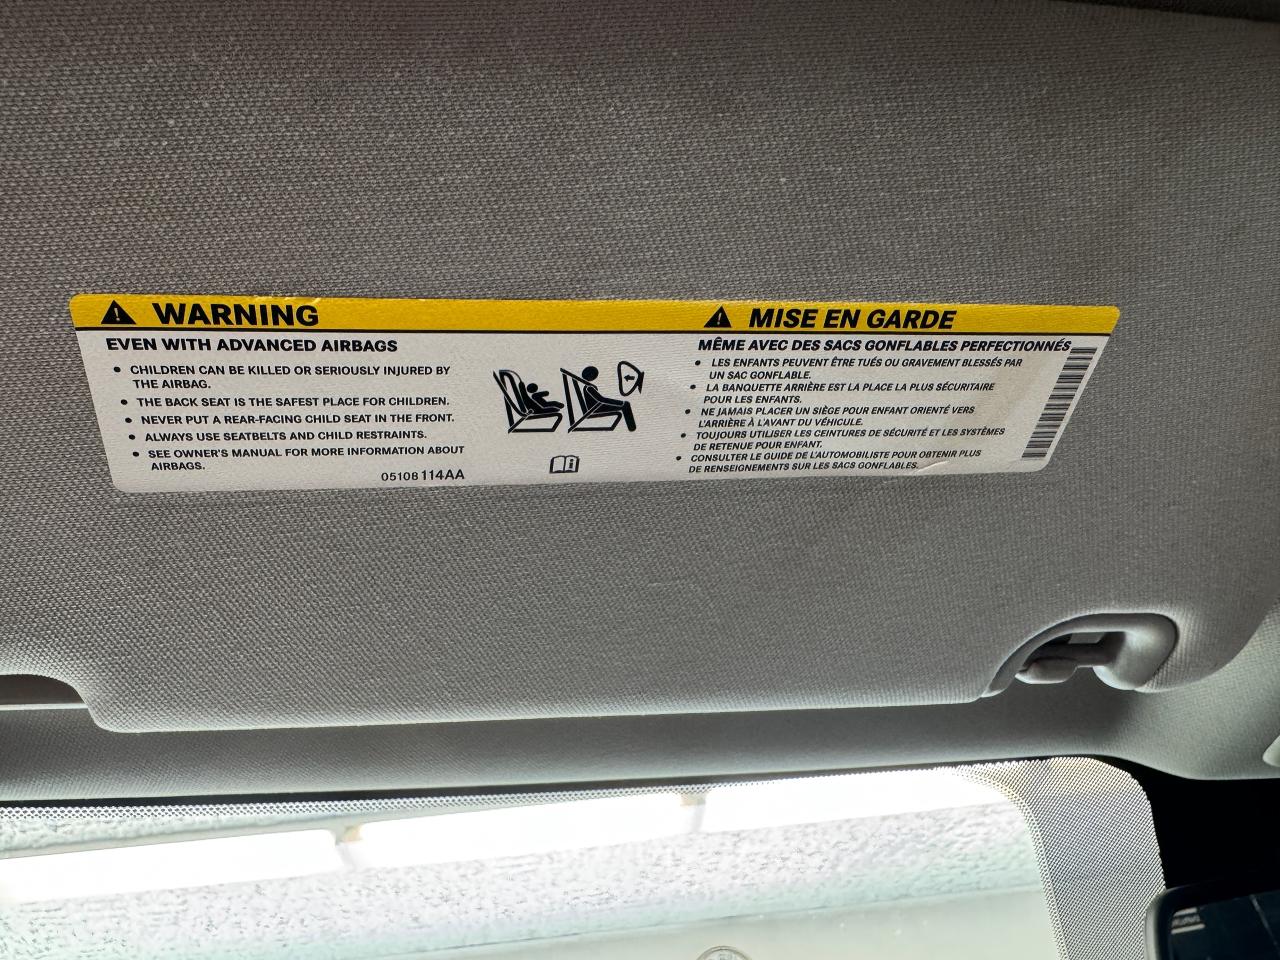 WARNING
EVEN WITH ADVANCED AIRBAGS
• CHILDREN CAN BE KILLED OR SERIOUSLY INJURED BY
THE AIRBAG.
• THE BACK SEAT IS THE SAFEST PLACE FOR CHILDREN.
• NEVER PUT A REAR-FACING CHILD SEAT IN THE FRONT.
• ALWAYS USE SEATBELTS AND CHILD RESTRAINTS.
• SEE OWNER'S MANUAL FOR MORE INFORMATION ABOUT
AIRBAGS.
05108114AA
MISE EN GARDE
MÊME AVEC DES SACS GONFLABLES PERFECTIONNÉS
• LES ENFANTS PEUVENT ÊTRE TUÉS OU GRAVEMENT BLESSÉS PAR
UN SAC GONFLABLE.
• LA BANQUETTE ARRIÈRE EST LA PLACE LA PLUS SÉCURITAIRE
POUR LES ENFANTS.
• NE JAMAIS PLACER UN SIÈGE POUR ENFANT ORIENTÉ VERS
L'ARRIÈRE À L'AVANT DU VÉHICULE.
• TOUJOURS UTILISER LES CEINTURES DE SÉCURITÉ ET LES SYSTÈMES
DE RETENUE POUR ENFANT.
• CONSULTER LE GUIDE DE L'AUTOMOBILISTE POUR OBTENIR PLUS
DE RENSEIGNEMENTS SUR LES SACS GONFLABLES.